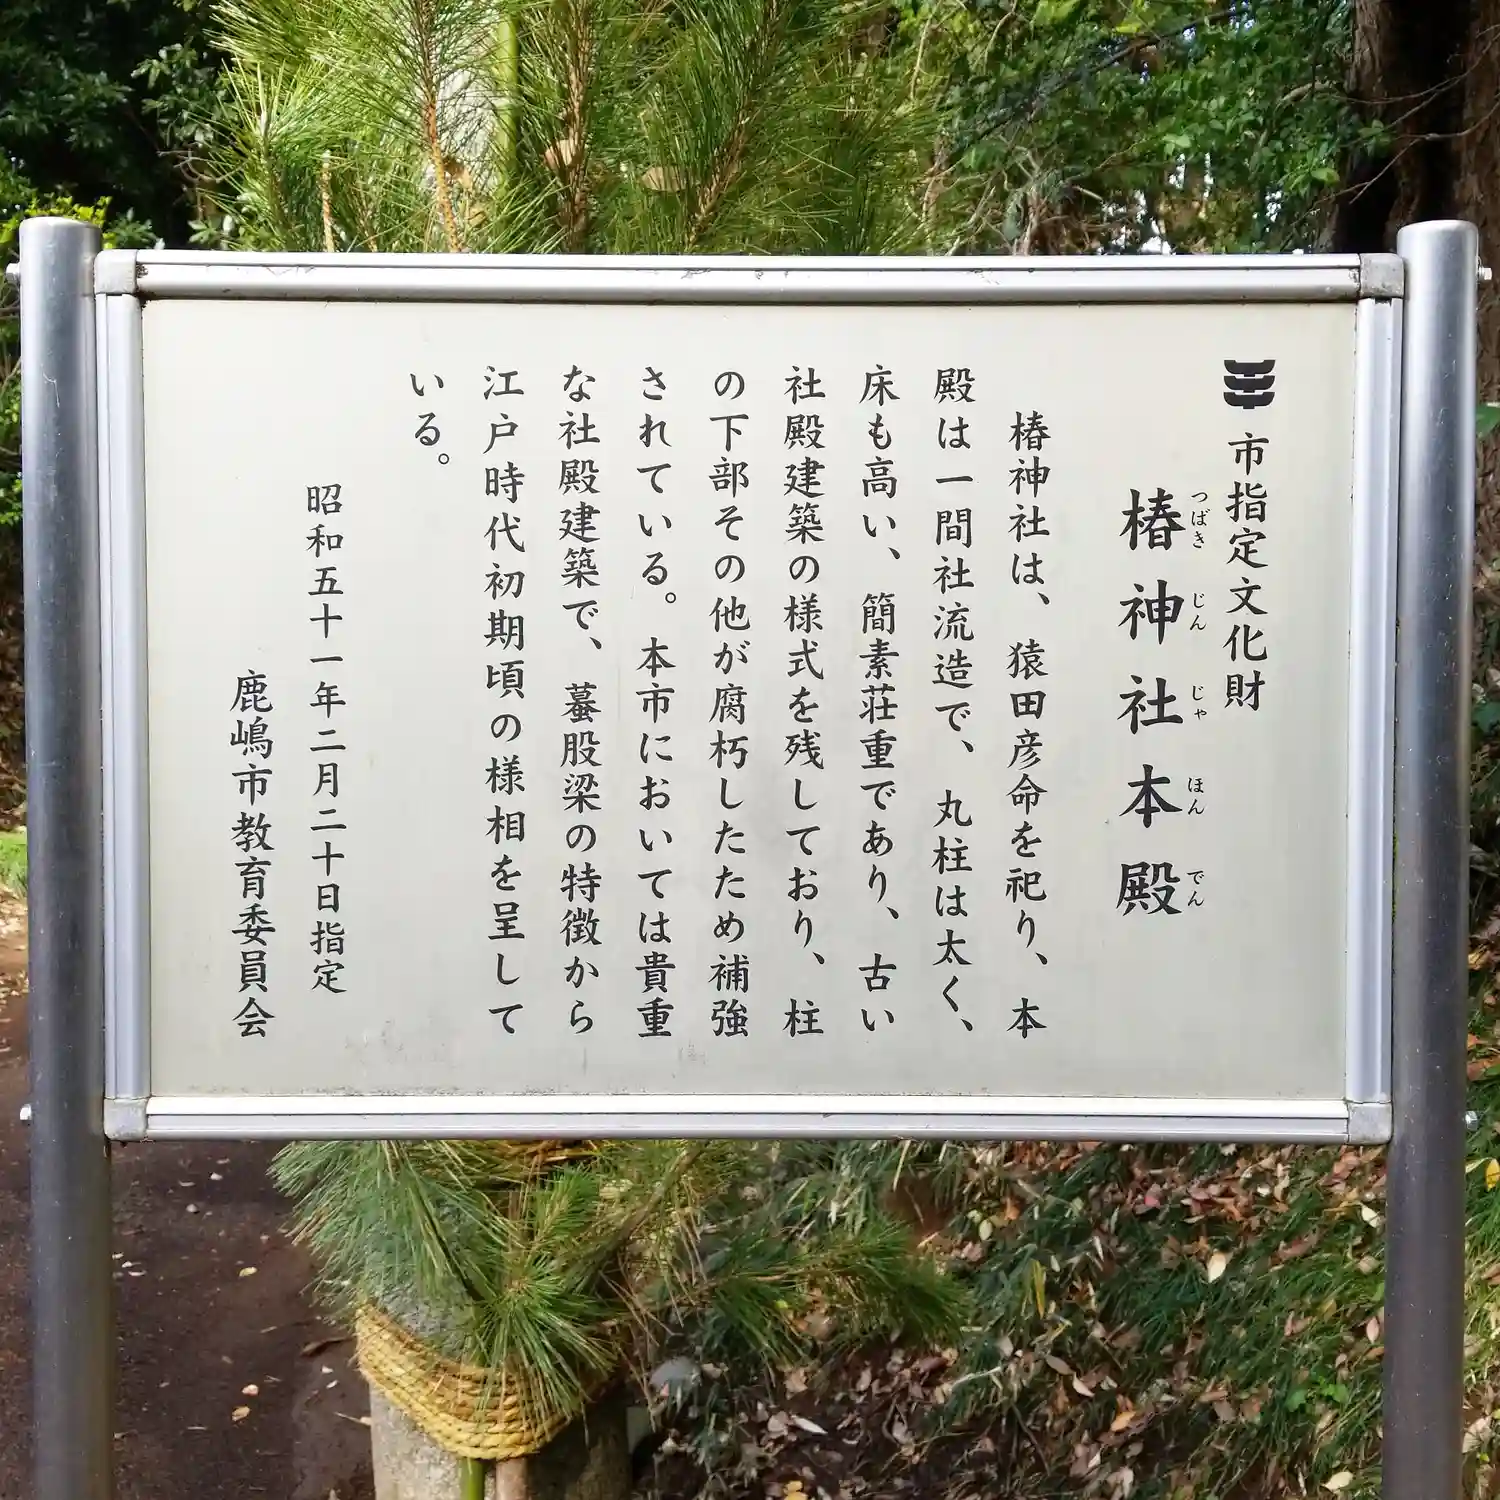 市指定文化財
椿神社本殿
つばき じん じゃ ほん でん
椿神社は、猿田彦命を祀り、本
殿は一間社流造で、丸柱は太く、
床も高い、簡素荘重であり、古い
社殿建築の様式を残しており、柱
の下部その他が腐朽したため補強
されている。本市においては貴重
な社殿建築で、蟇股梁の特徴から
江戸時代初期頃の様相を呈して
いる。
昭和五十一年二月二十日指定
鹿嶋市教育委員会